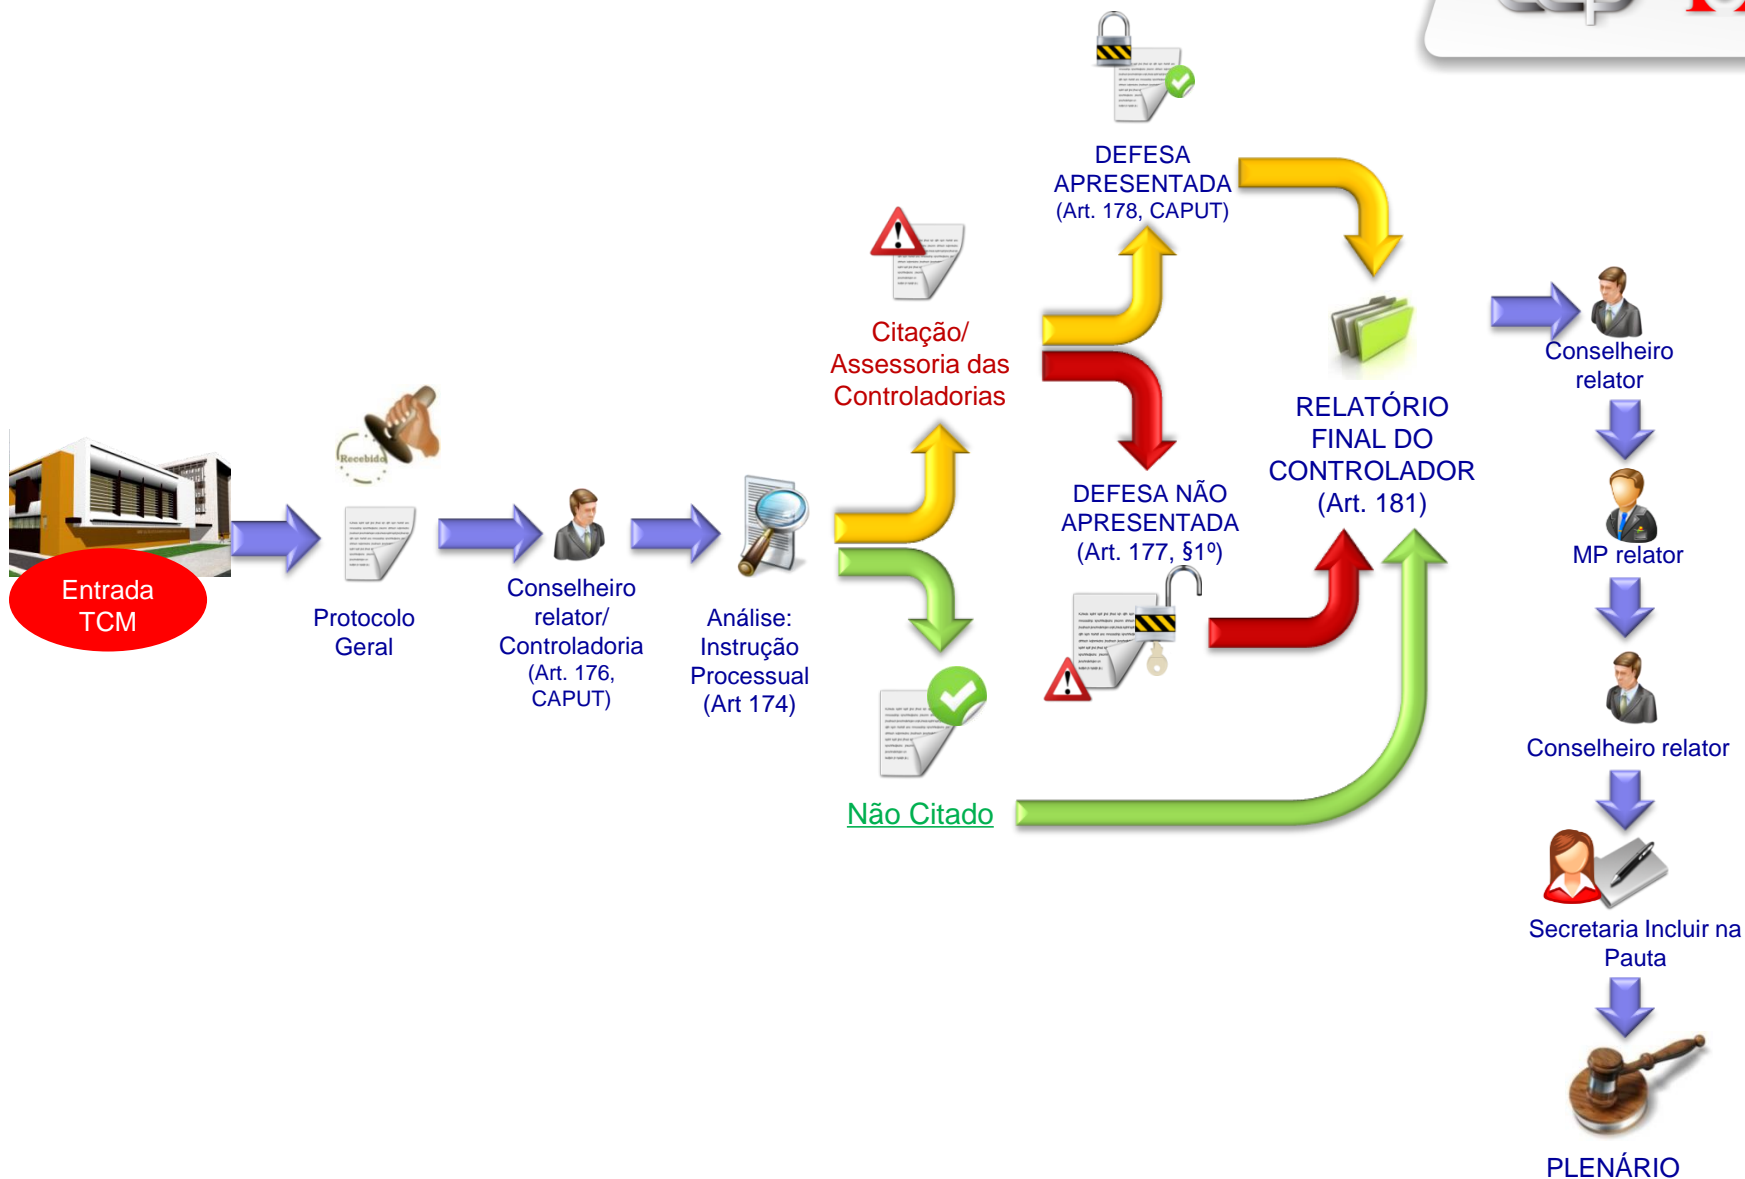 Entrada
TCM
Recebido
Protocolo
Geral
Conselheiro
relator/
Controladoria
(Art. 176,
CAPUT)
Análise:
Instrução
Processual
(Art 174)
Citação/
Assessoria das
Controladorias
Não Citado
DEFESA
APRESENTADA
(Art. 178, CAPUT)
DEFESA NÃO
APRESENTADA
(Art. 177, §1º)
RELATÓRIO
FINAL DO
CONTROLADOR
(Art. 181)
Conselheiro
relator
MP relator
Conselheiro relator
Secretaria Incluir na
Pauta
PLENÁRIO